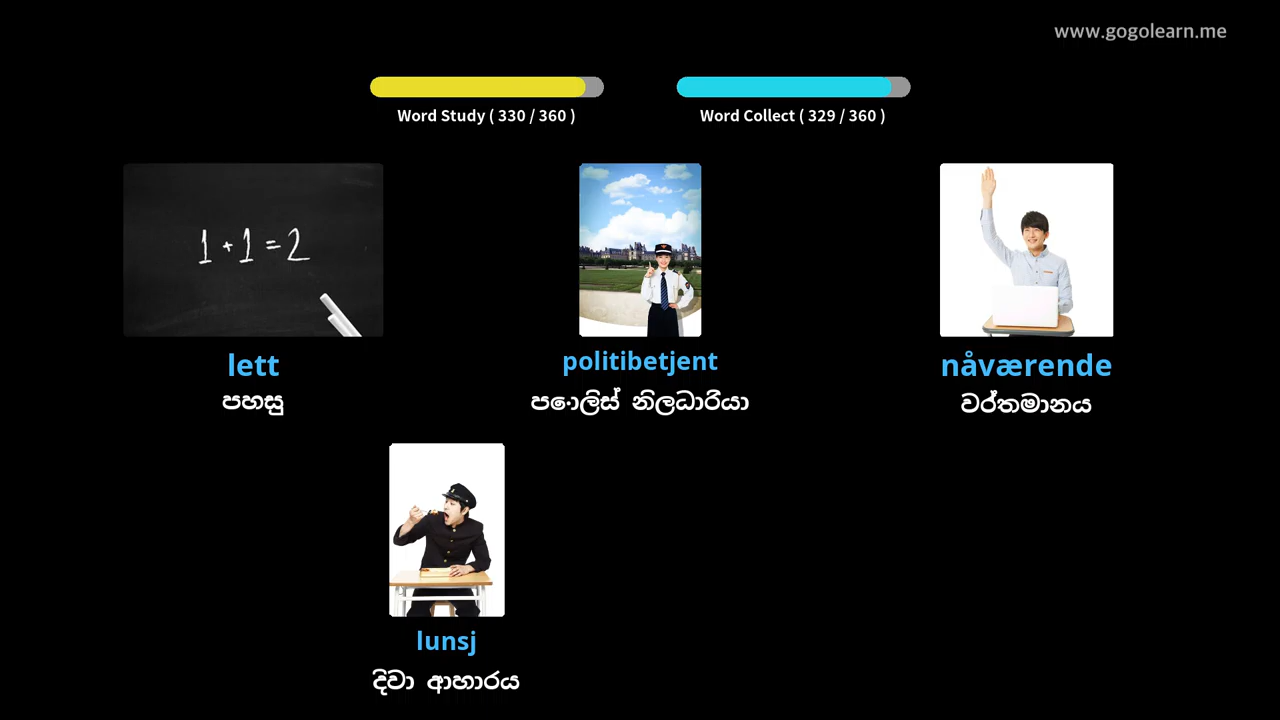 www.gogolearn.me
Word Study ( 330 / 360 )
Word Collect ( 329 / 360 )
1 + 1 = 2
lett
පහසු
politibetjent
පොලිස් නිලධාරියා
nåværende
වර්තමානය
lunsj
දිවා ආහාරය